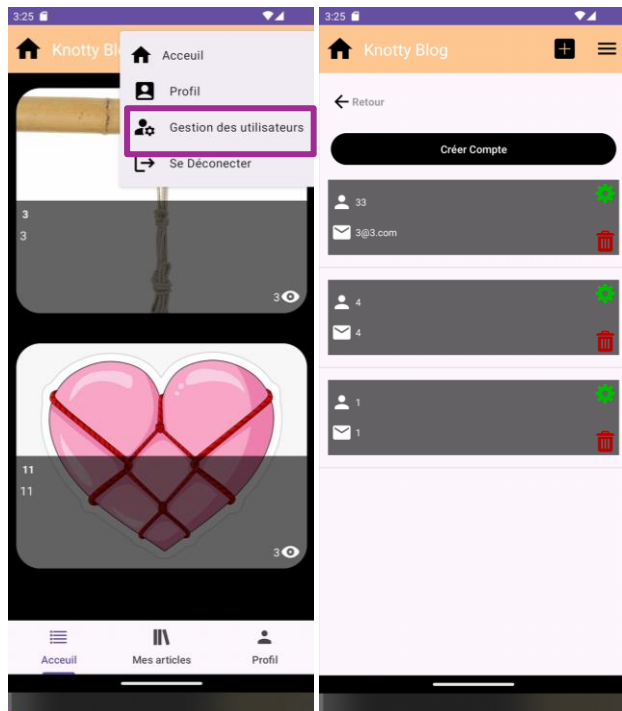 3:25
Knotty Bl
Acceuil
Profil
Gestion des utilisateurs
Se Déconecter
3
3
3
11
11
3
Acceuil
Mes articles
Profil
3:25
Knotty Blog
Retour
Créer Compte
33
3@3.com
4
4
1
1